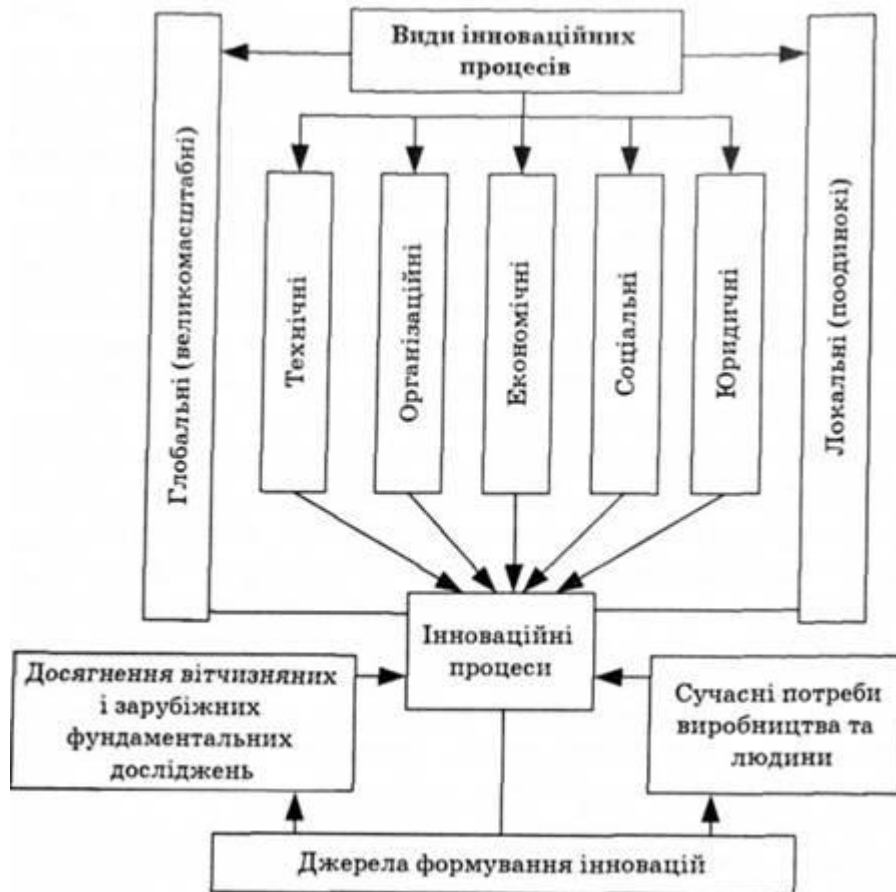 Види інноваційних
процесів
Глобальні (великомасштабні)
Технічні
Організаційні
Економічні
Соціальні
Юридичні
Локальні (поодинокі)
Інноваційні
процеси
Досягнення вітчизняних
і зарубіжних
фундаментальних
досліджень
Сучасні потреби
виробництва та
людини
Джерела формування інновацій